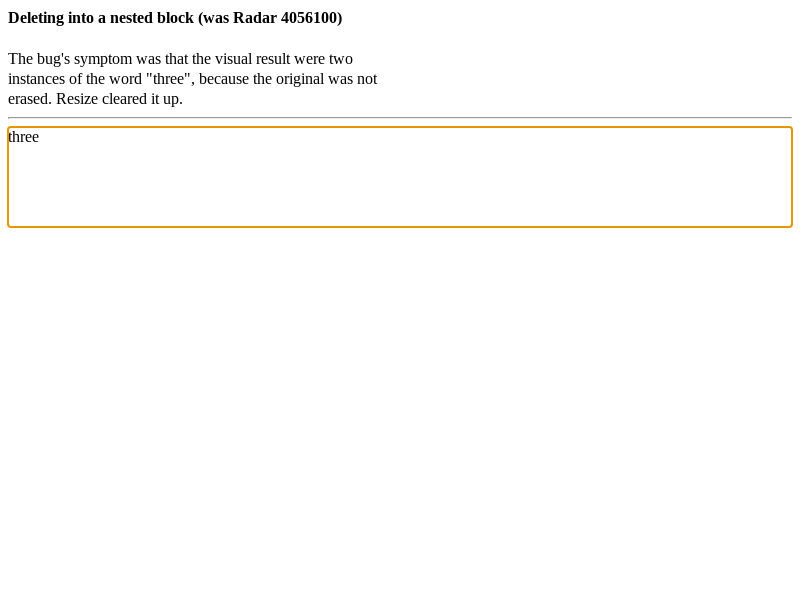 Deleting into a nested block (was Radar 4056100)
The bug's symptom was that the visual result were two
instances of the word "three", because the original was not
erased. Resize cleared it up.
three